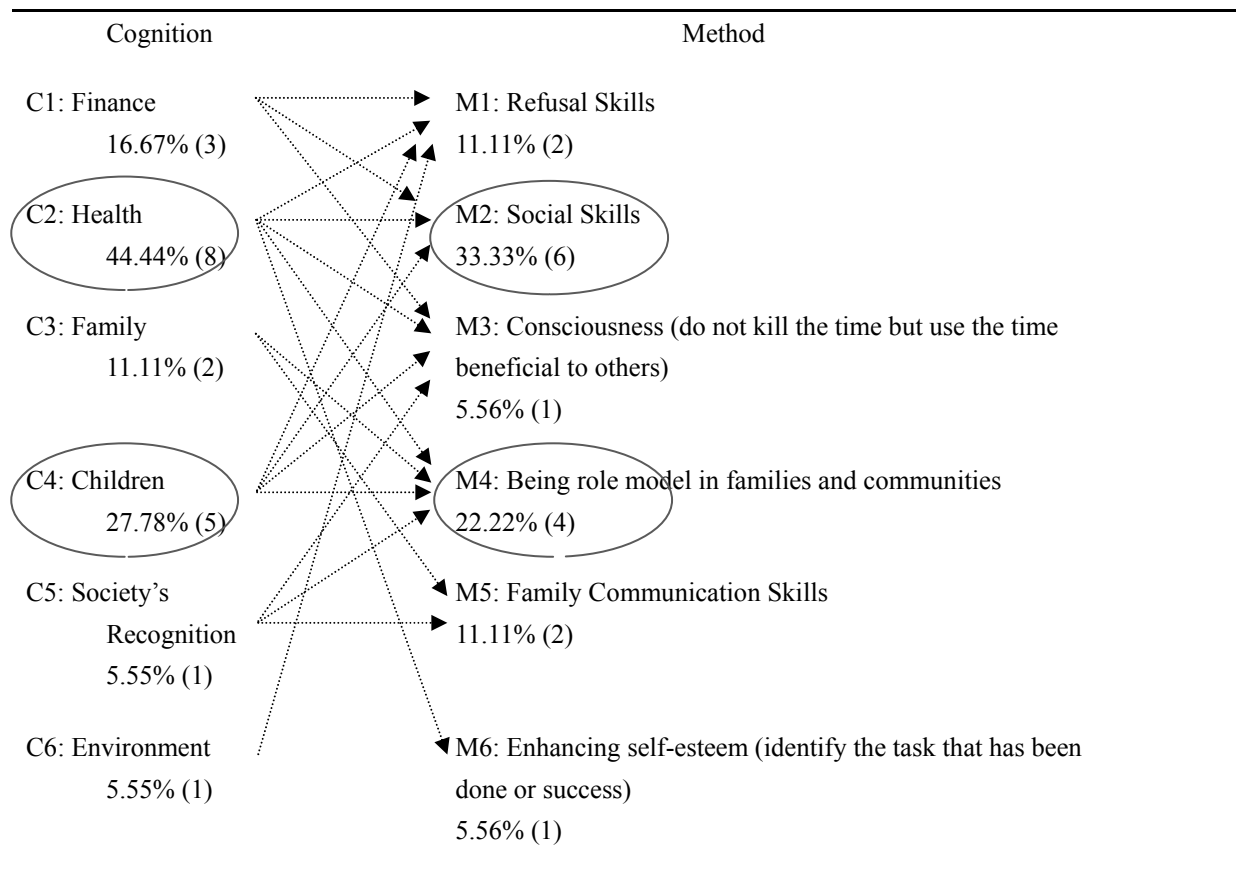 Cognition Method
C1: Finance M1: Refusal Skills
16.67% (3) 11.11% (2)
C2: Health M2: Social Skills
44.44% (8) 33.33% (6)
C3: Family M3: Consciousness (do not kill the time but use the time
11.11% (2) beneficial to others)
5.56% (1)
C4: Children M4: Being role model in families and communities
27.78% (5) 22.22% (4)
C5: Society’s M5: Family Communication Skills
Recognition 11.11% (2)
5.55% (1)
C6: Environment M6: Enhancing self-esteem (identify the task that has been
5.55% (1) done or success)
5.56% (1)